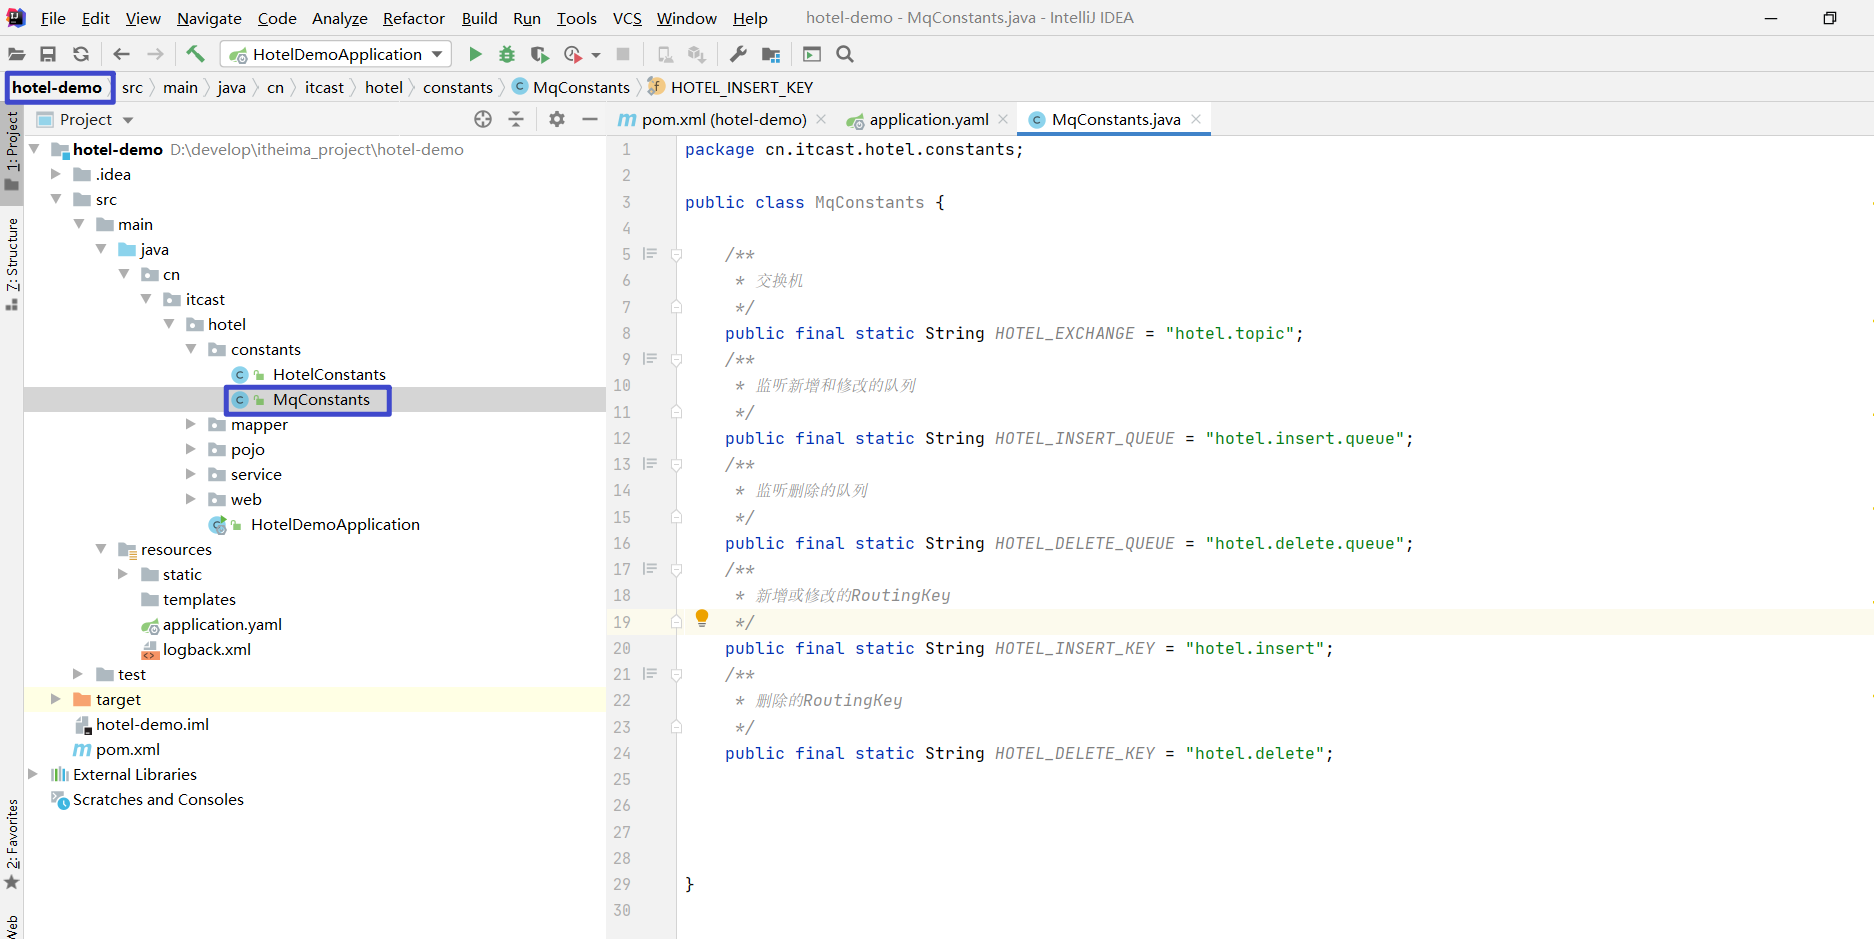 File Edit View Navigate Code Analyze Refactor Build Run Tools VCS Window Help hotel-demo - MqConstants.java - IntelliJ IDEA
HotelDemoApplication
hotel-demo src main java cn itcast hotel constants MqConstants HOTEL_INSERT_KEY
Project
pom.xml (hotel-demo) application.yaml MqConstants.java
1: Project
7: Structure
2: Favorites
Web
hotel-demo D:\develop\itheima_project\hotel-demo
.idea
src
main
java
cn
itcast
hotel
constants
HotelConstants
MqConstants
mapper
pojo
service
web
HotelDemoApplication
resources
static
templates
application.yaml
logback.xml
test
target
hotel-demo.iml
pom.xml
External Libraries
Scratches and Consoles
1 package cn.itcast.hotel.constants;
2
3 public class MqConstants {
4
5 /**
6 * 交换机
7 */
8 public final static String HOTEL_EXCHANGE = "hotel.topic";
9 /**
10 * 监听新增和修改的队列
11 */
12 public final static String HOTEL_INSERT_QUEUE = "hotel.insert.queue";
13 /**
14 * 监听删除的队列
15 */
16 public final static String HOTEL_DELETE_QUEUE = "hotel.delete.queue";
17 /**
18 * 新增或修改的RoutingKey
19 */
20 public final static String HOTEL_INSERT_KEY = "hotel.insert";
21 /**
22 * 删除的RoutingKey
23 */
24 public final static String HOTEL_DELETE_KEY = "hotel.delete";
25
26
27
28
29 }
30